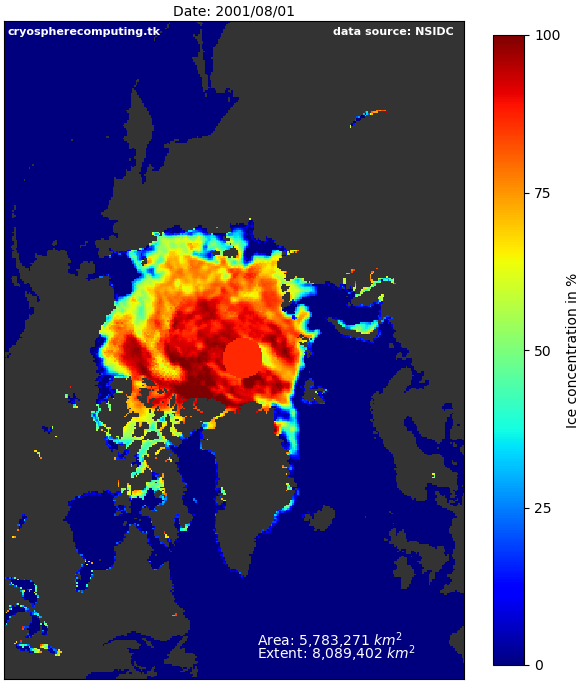 Date: 2001/08/01
cryospherecomputing.tk
data source: NSIDC
100
75
50
25
0
Ice concentration in %
Area: 5,783,271 km²
Extent: 8,089,402 km²